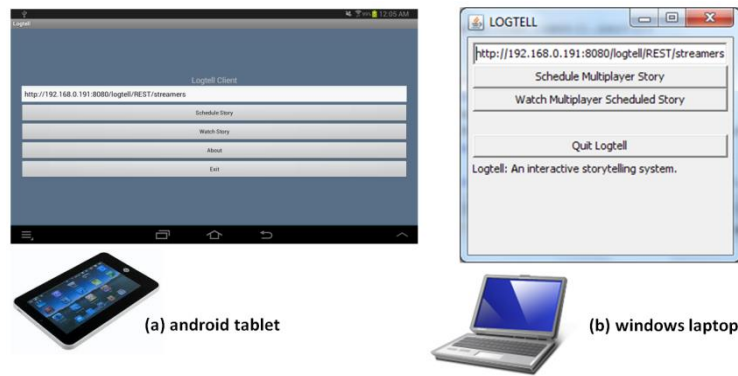 12:05 AM
Logtell
Logtell Client
http://192.168.0.191:8080/logtell/REST/streamers
Schedule Story
Watch Story
About
Exit
(a) android tablet
LOGTELL
http://192.168.0.191:8080/logtell/REST/streamers
Schedule Multiplayer Story
Watch Multiplayer Scheduled Story
Quit Logtell
Logtell: An interactive storytelling system.
(b) windows laptop